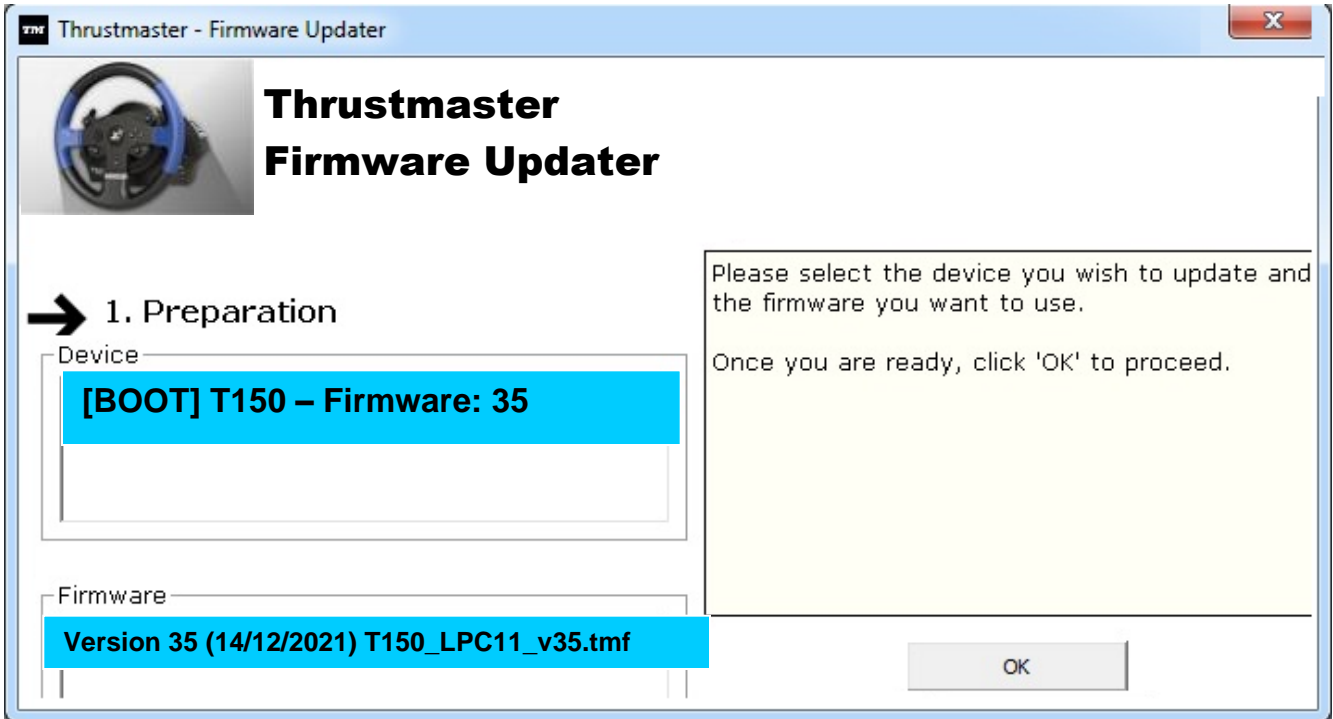 TM Thrustmaster - Firmware Updater
Thrustmaster
Firmware Updater
1. Preparation
Device
[BOOT] T150 – Firmware: 35
Firmware
Version 35 (14/12/2021) T150_LPC11_v35.tmf
Please select the device you wish to update and
the firmware you want to use.
Once you are ready, click 'OK' to proceed.
OK